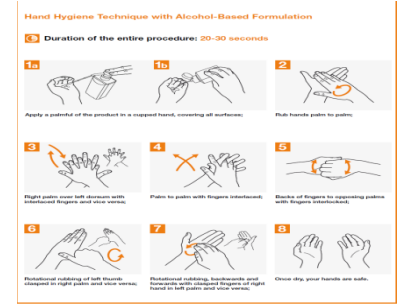 Hand Hygiene Technique with Alcohol-Based Formulation
Duration of the entire procedure: 20-30 seconds
1a
1b
2
Apply a palmful of the product in a cupped hand, covering all surfaces;
Rub hands palm to palm;
3
4
5
Right palm over left dorsum with
interlaced fingers and vice versa;
Palm to palm with fingers interlaced;
Backs of fingers to opposing palms
with fingers interlocked;
6
7
8
Rotational rubbing of left thumb
clasped in right palm and vice versa;
Rotational rubbing, backwards and
forwards with clasped fingers of right
hand in left palm and vice versa;
Once dry, your hands are safe.